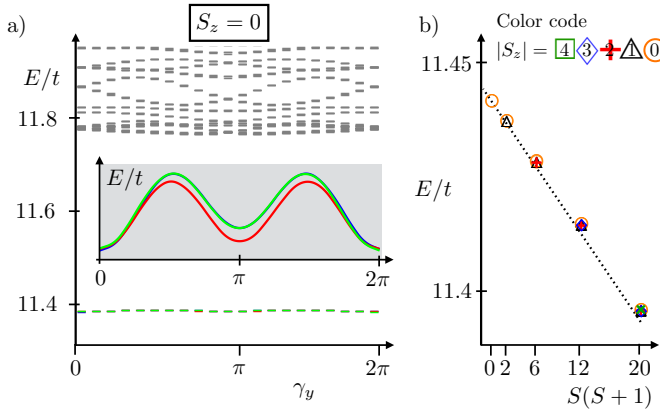 a)
S_z = 0
E/t
11.8
11.6
11.4
E/t
0
π
2π
0
π
2π
γ_y
b)
Color code
|S_z| = 4 3 2 1 0
11.45
E/t
11.4
0 2 6 12 20
S(S + 1)